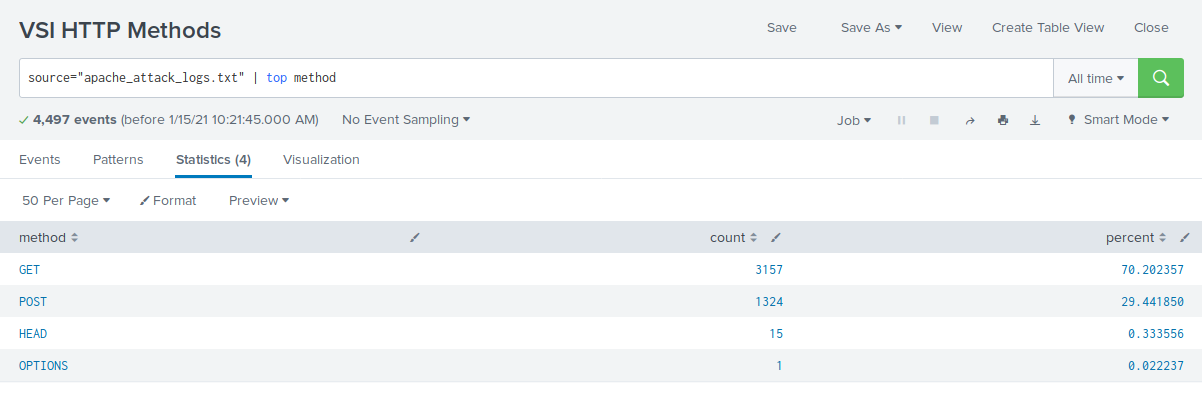 VSI HTTP Methods Save Save As View Create Table View Close
source="apache_attack_logs.txt" | top method All time
4,497 events (before 1/15/21 10:21:45.000 AM) No Event Sampling Job Smart Mode
Events Patterns Statistics (4) Visualization
50 Per Page Format Preview
method count percent
GET 3157 70.202357
POST 1324 29.441850
HEAD 15 0.333556
OPTIONS 1 0.022237